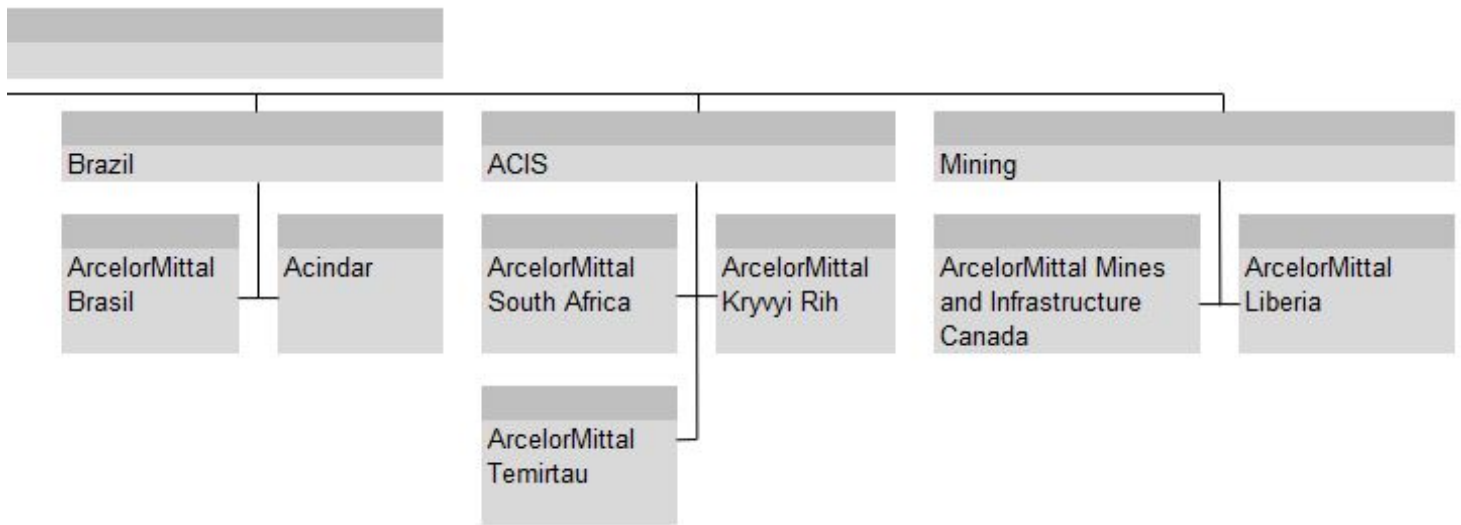 Brazil
ACIS
Mining
ArcelorMittal
Brasil
Acindar
ArcelorMittal
South Africa
ArcelorMittal
Kryvyi Rih
ArcelorMittal Mines
and Infrastructure
Canada
ArcelorMittal
Liberia
ArcelorMittal
Temirtau